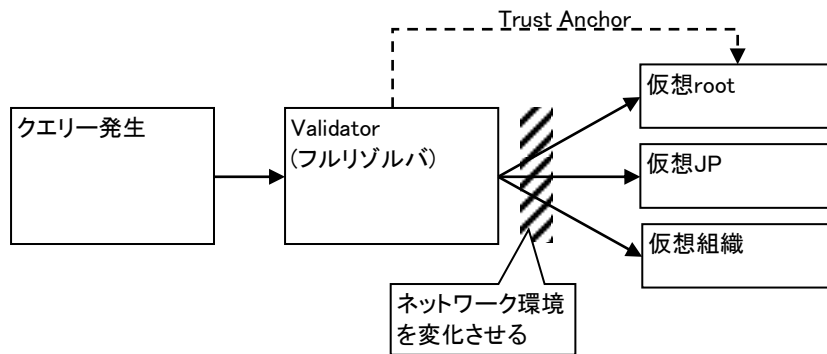 Trust Anchor
クエリー発生
Validator
(フルリゾルバ)
仮想root
仮想JP
仮想組織
ネットワーク環境
を変化させる